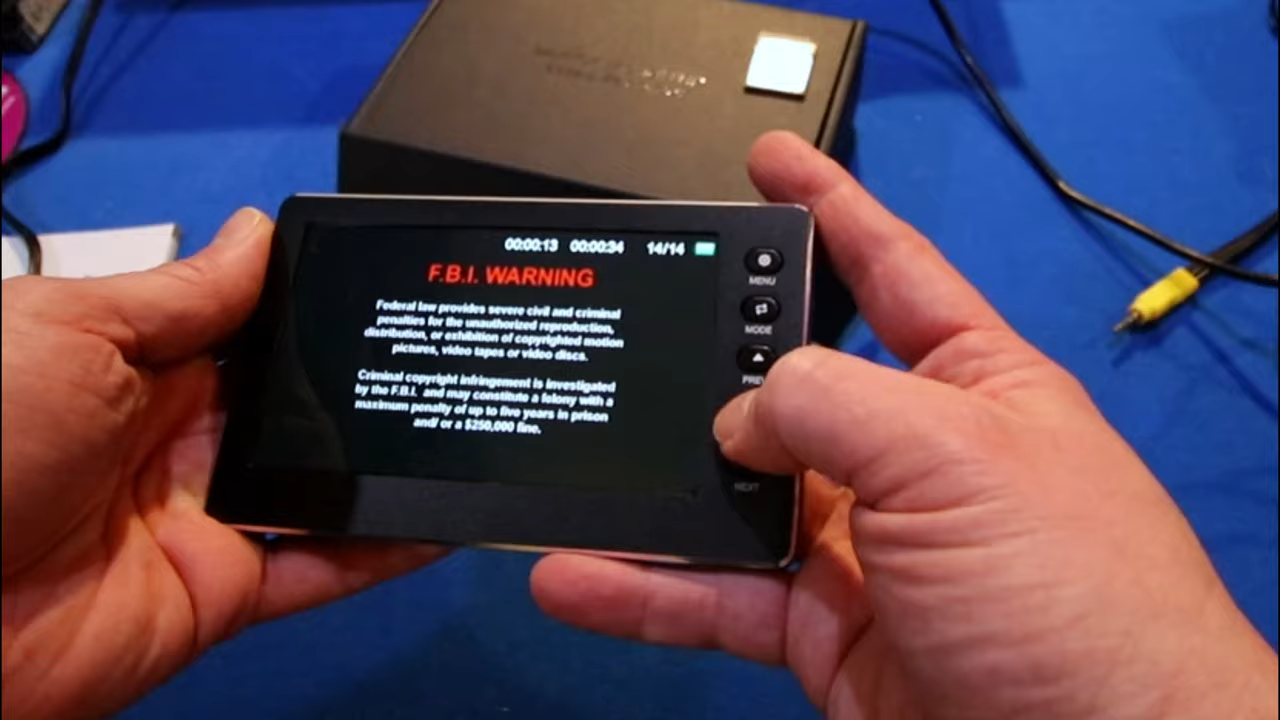 00:00:13 00:00:34 14/14
F.B.I. WARNING
Federal law provides severe civil and criminal
penalties for the unauthorized reproduction,
distribution, or exhibition of copyrighted motion
pictures, video tapes or video discs.
Criminal copyright infringement is investigated
by the F.B.I. and may constitute a felony with a
maximum penalty of up to five years in prison
and/ or a $250,000 fine.
MENU
MODE
NEXT